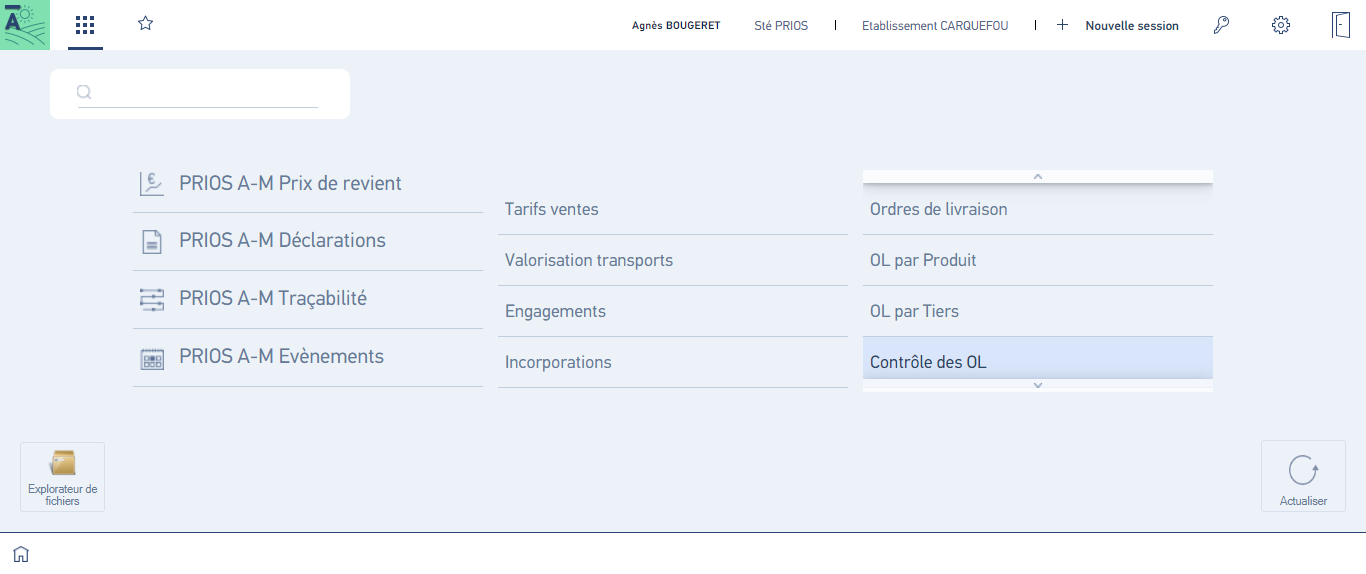 Agnès BOUGERET
Sté PRIOS
Etablissement CARQUEFOU
Nouvelle session
PRIOS A-M Prix de revient
PRIOS A-M Déclarations
PRIOS A-M Traçabilité
PRIOS A-M Evènements
Tarifs ventes
Valorisation transports
Engagements
Incorporations
Ordres de livraison
OL par Produit
OL par Tiers
Contrôle des OL
Explorateur de
fichiers
Actualiser